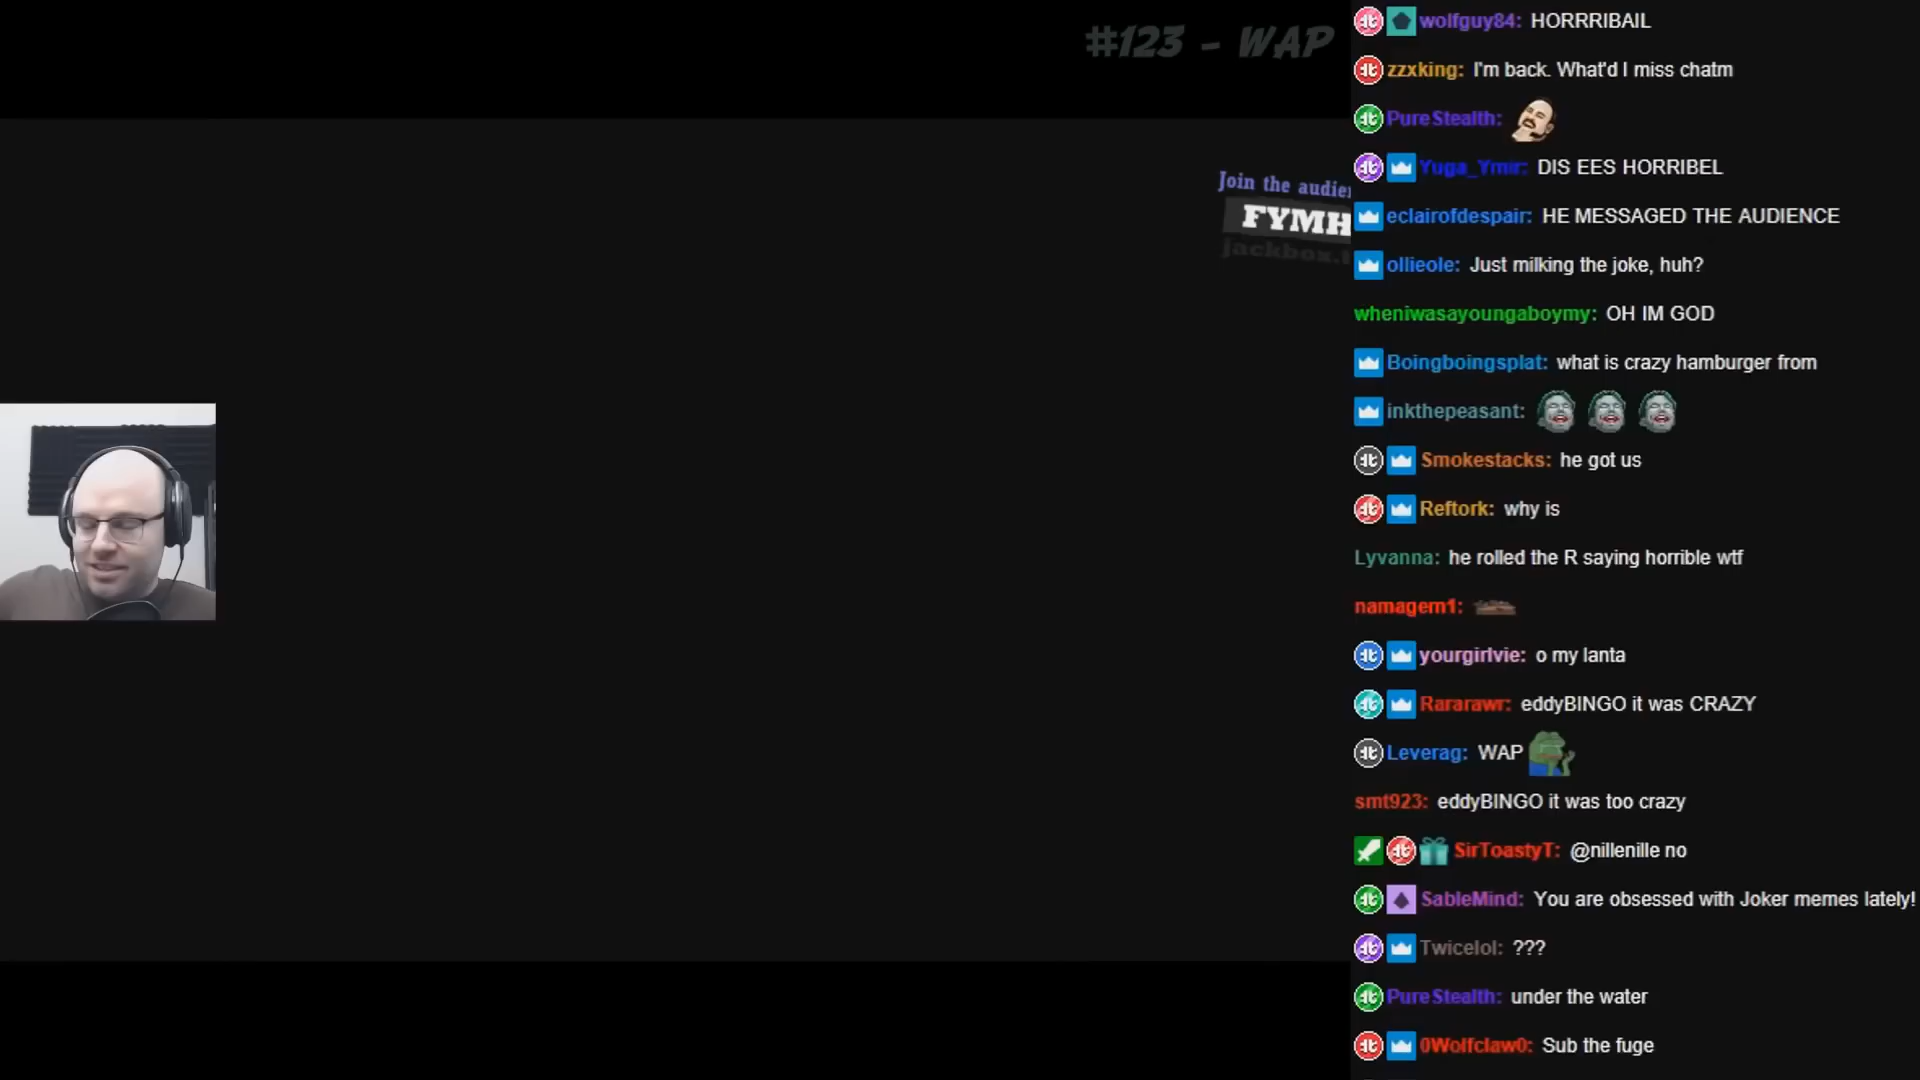 #123 - WAP
Join the audie
FYMH
jackbox.t
wolfguy84: HORRRIBAIL
zzxking: I'm back. What'd I miss chatm
PureStealth:
Yuga_Ymir: DIS EES HORRIBEL
eclairofdespair: HE MESSAGED THE AUDIENCE
ollieole: Just milking the joke, huh?
wheniwasayoungaboymy: OH IM GOD
Boingboingsplat: what is crazy hamburger from
inkthepeasant:
Smokestacks: he got us
Reftork: why is
Lyvanna: he rolled the R saying horrible wtf
namagem1:
yourgirlvie: o my lanta
Rararawr: eddyBINGO it was CRAZY
Leverag: WAP
smt923: eddyBINGO it was too crazy
SirToastyT: @nillenille no
SableMind: You are obsessed with Joker memes lately!
Twicelol: ???
PureStealth: under the water
0Wolfclaw0: Sub the fuge